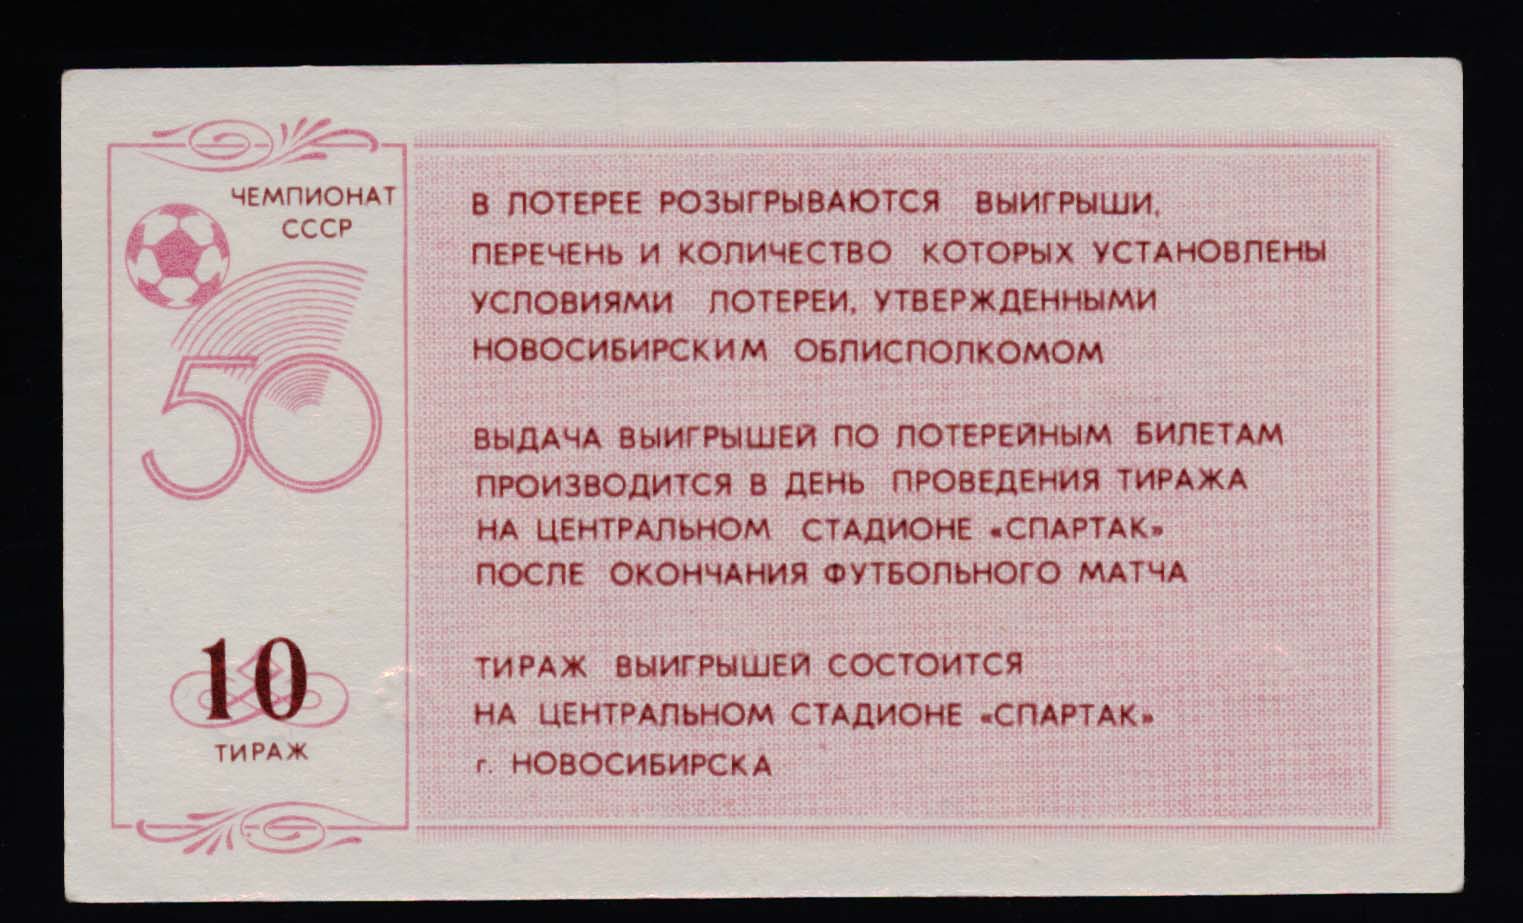 ЧЕМПИОНАТ
СССР
50
10
ТИРАЖ
В ЛОТЕРЕЕ РОЗЫГРЫВАЮТСЯ ВЫИГРЫШИ,
ПЕРЕЧЕНЬ И КОЛИЧЕСТВО КОТОРЫХ УСТАНОВЛЕНЫ
УСЛОВИЯМИ ЛОТЕРЕИ, УТВЕРЖДЕННЫМИ
НОВОСИБИРСКИМ ОБЛИСПОЛКОМОМ
ВЫДАЧА ВЫИГРЫШЕЙ ПО ЛОТЕРЕЙНЫМ БИЛЕТАМ
ПРОИЗВОДИТСЯ В ДЕНЬ ПРОВЕДЕНИЯ ТИРАЖА
НА ЦЕНТРАЛЬНОМ СТАДИОНЕ «СПАРТАК»
ПОСЛЕ ОКОНЧАНИЯ ФУТБОЛЬНОГО МАТЧА
ТИРАЖ ВЫИГРЫШЕЙ СОСТОИТСЯ
НА ЦЕНТРАЛЬНОМ СТАДИОНЕ «СПАРТАК»
г. НОВОСИБИРСКА